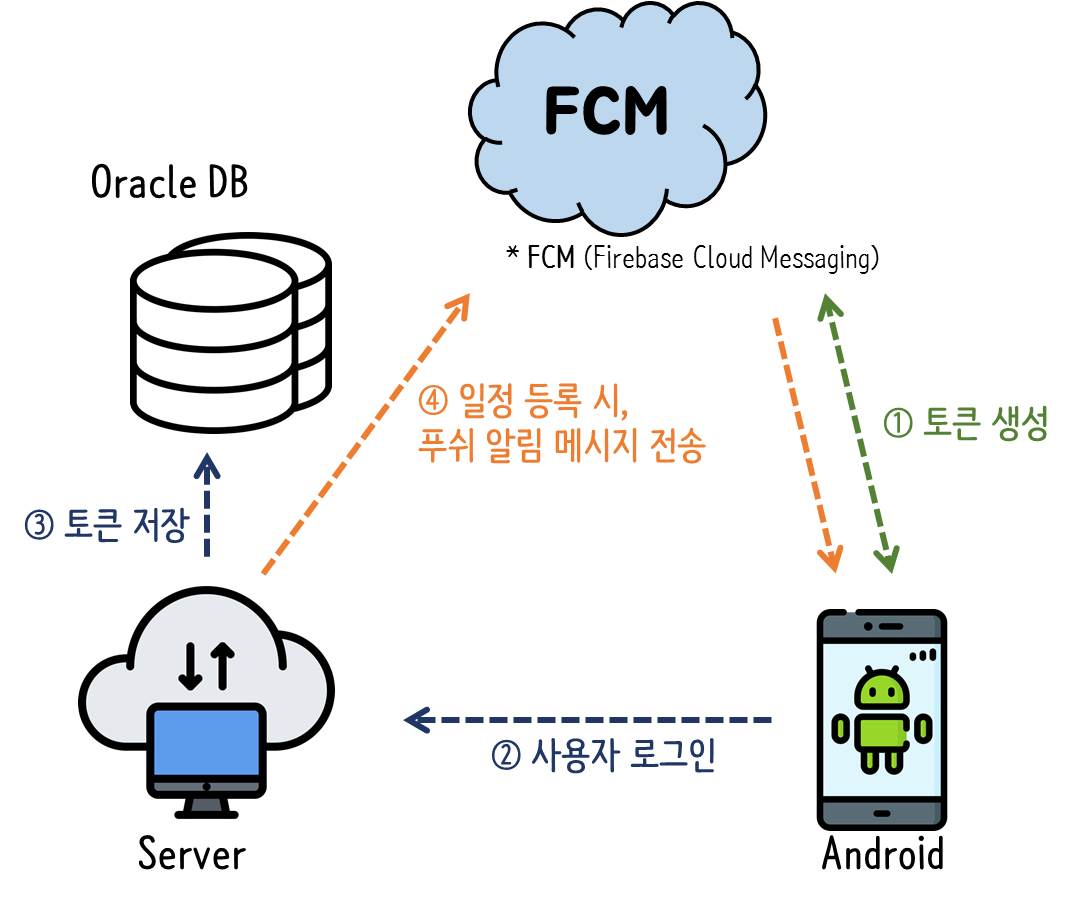 FCM
Oracle DB
* FCM (Firebase Cloud Messaging)
④ 일정 등록 시,
푸쉬 알림 메시지 전송
① 토큰 생성
③ 토큰 저장
② 사용자 로그인
Server
Android